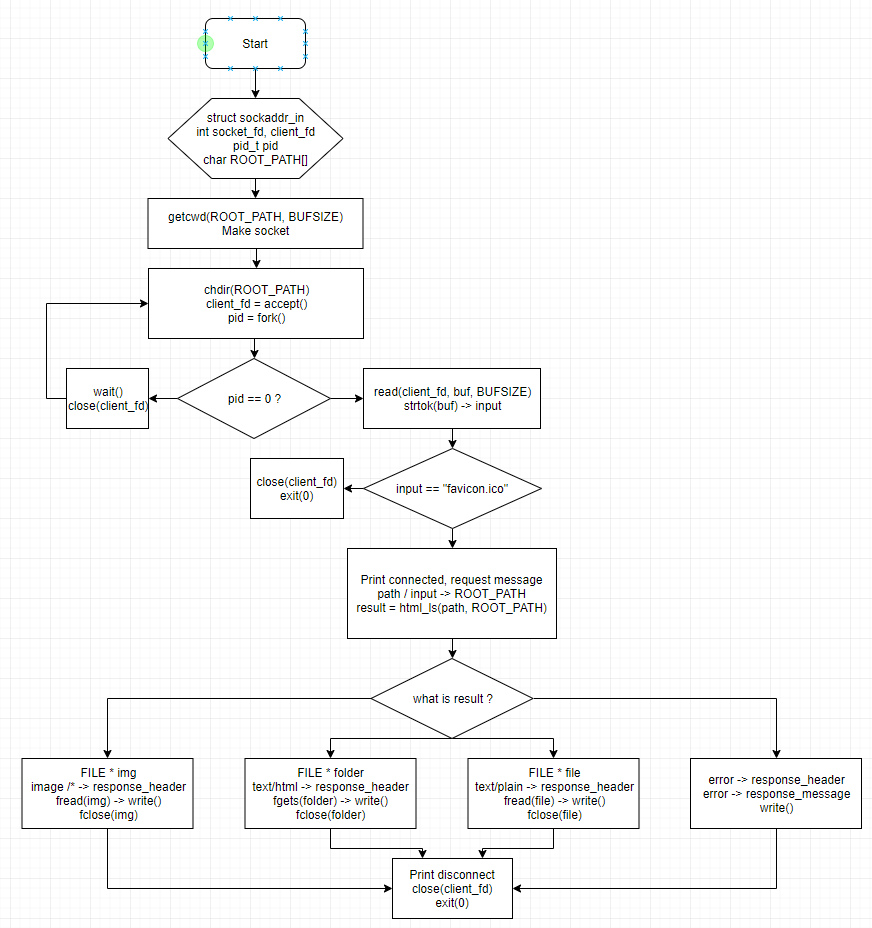 Start
struct sockaddr_in
int socket_fd, client_fd
pid_t pid
char ROOT_PATH[]
getcwd(ROOT_PATH, BUFSIZE)
Make socket
chdir(ROOT_PATH)
client_fd = accept()
pid = fork()
wait()
close(client_fd)
pid == 0 ?
read(client_fd, buf, BUFSIZE)
strtok(buf) -> input
close(client_fd)
exit(0)
input == "favicon.ico"
Print connected, request message
path / input -> ROOT_PATH
result = html_ls(path, ROOT_PATH)
what is result ?
FILE * img
image /* -> response_header
fread(img) -> write()
fclose(img)
FILE * folder
text/html -> response_header
fgets(folder) -> write()
fclose(folder)
FILE * file
text/plain -> response_header
fread(file) -> write()
fclose(file)
error -> response_header
error -> response_message
write()
Print disconnect
close(client_fd)
exit(0)